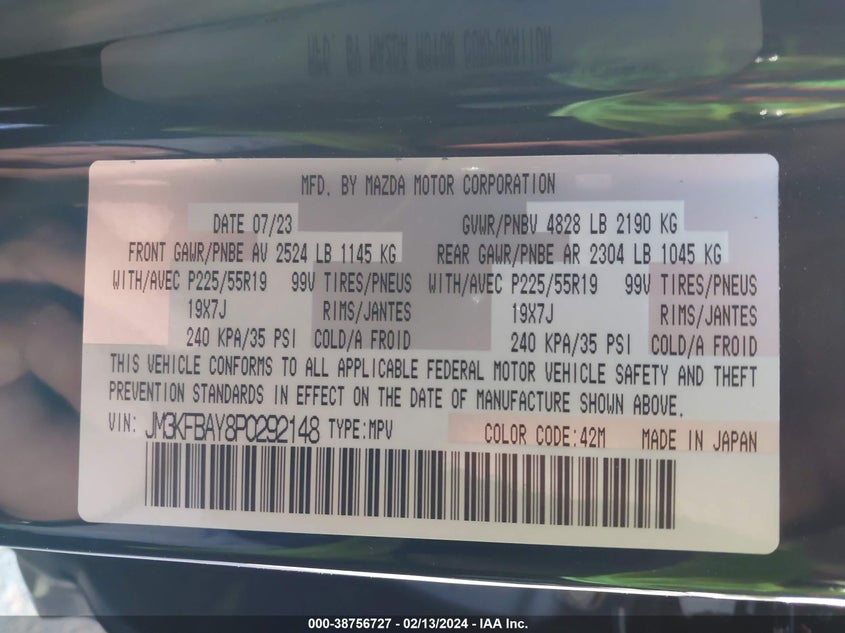 MFD. BY MAZDA MOTOR CORPORATION
DATE 07/23 GVWR/PNBV 4828 LB 2190 KG
FRONT GAWR/PNBE AV 2524 LB 1145 KG REAR GAWR/PNBE AR 2304 LB 1045 KG
WITH/AVEC P225/55R19 99V TIRES/PNEUS WITH/AVEC P225/55R19 99V TIRES/PNEUS
19X7J RIMS/JANTES 19X7J RIMS/JANTES
240 KPA/35 PSI COLD/A FROID 240 KPA/35 PSI COLD/A FROID
THIS VEHICLE CONFORMS TO ALL APPLICABLE FEDERAL MOTOR VEHICLE SAFETY AND THEFT
PREVENTION STANDARDS IN EFFECT ON THE DATE OF MANUFACTURE SHOWN ABOVE.
VIN: JM3KFBAY8P0292148 TYPE:MPV COLOR CODE:42M MADE IN JAPAN
000-38756727 - 02/13/2024 - IAA Inc.